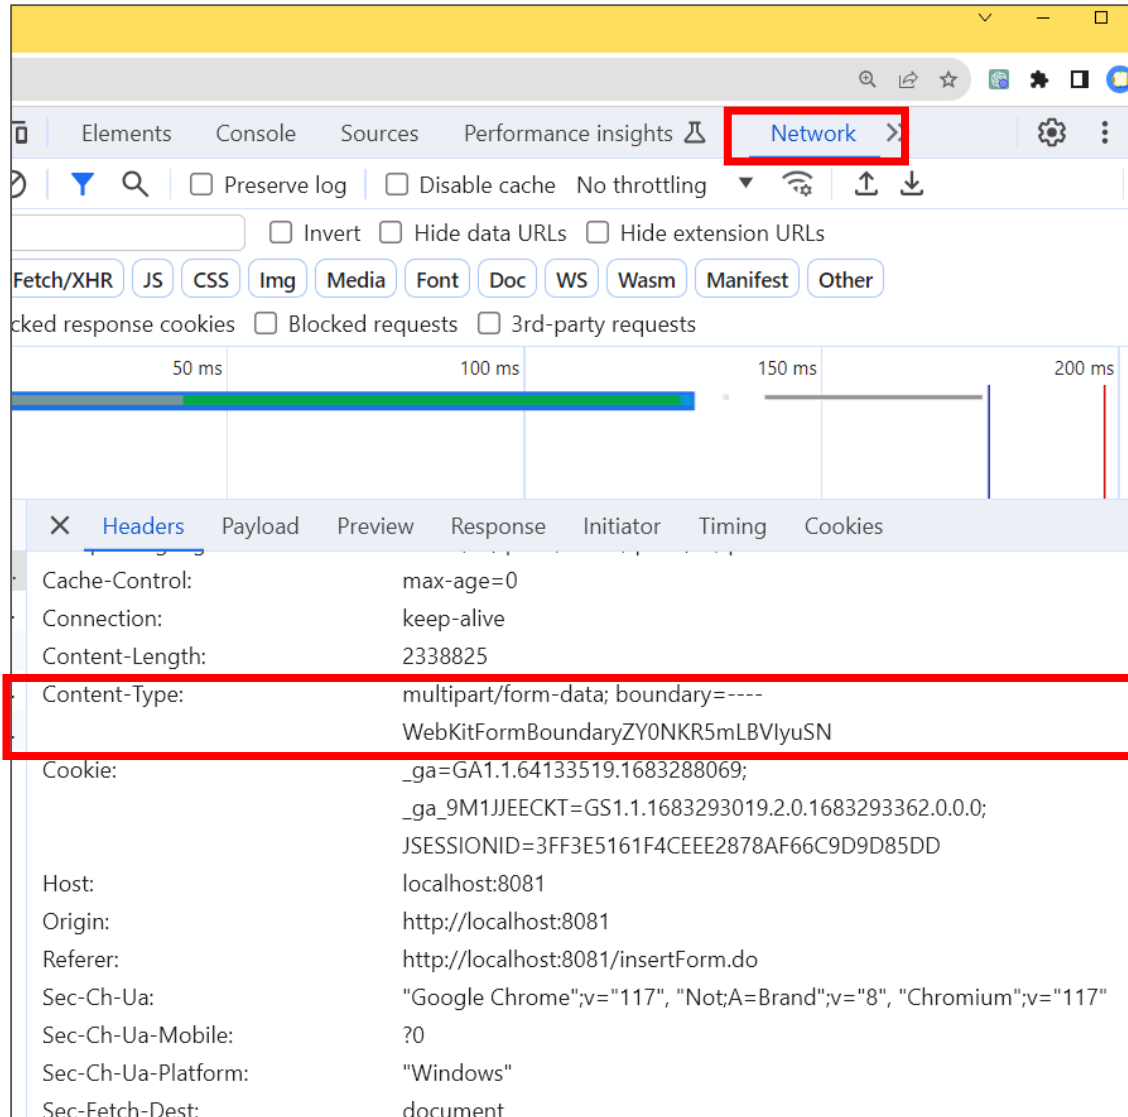 Elements Console Sources Performance insights Network
Preserve log Disable cache No throttling
Invert Hide data URLs Hide extension URLs
Fetch/XHR JS CSS Img Media Font Doc WS Wasm Manifest Other
cked response cookies Blocked requests 3rd-party requests
50 ms 100 ms 150 ms 200 ms
Headers Payload Preview Response Initiator Timing Cookies
Cache-Control: max-age=0
Connection: keep-alive
Content-Length: 2338825
Content-Type: multipart/form-data; boundary=----
WebKitFormBoundaryZY0NKR5mLBVIyuSN
Cookie: _ga=GA1.1.64133519.1683288069;
_ga_9M1JJEECKT=GS1.1.1683293019.2.0.1683293362.0.0.0;
JSESSIONID=3FF3E5161F4CEEE2878AF66C9D9D85DD
Host: localhost:8081
Origin: http://localhost:8081
Referer: http://localhost:8081/insertForm.do
Sec-Ch-Ua: "Google Chrome";v="117", "Not;A=Brand";v="8", "Chromium";v="117"
Sec-Ch-Ua-Mobile: ?0
Sec-Ch-Ua-Platform: "Windows"
Sec-Fetch-Dest: document